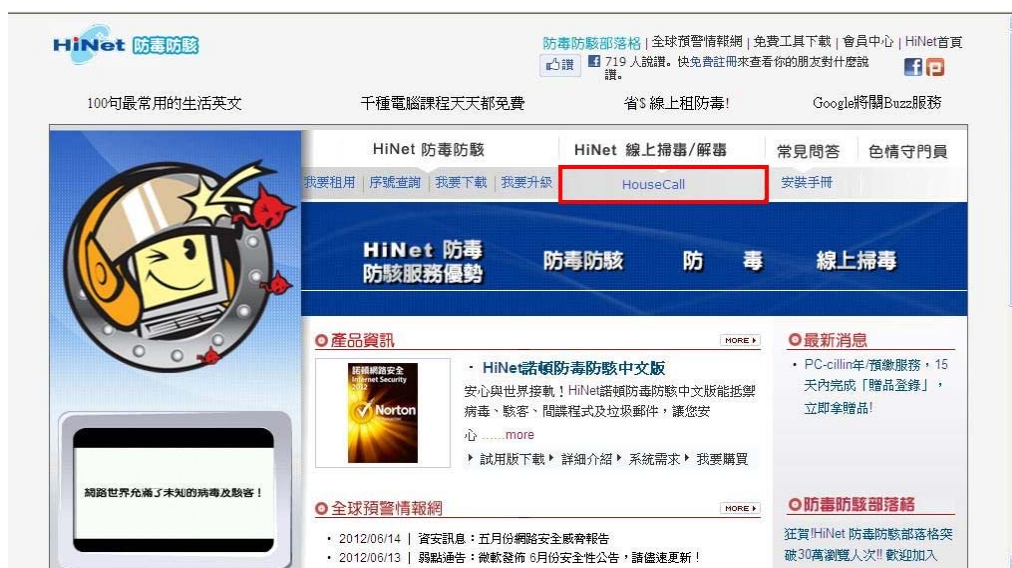 HiNet 防毒防駭
防毒防駭部落格 | 全球預警情報網 | 免費工具下載 | 會員中心 | HiNet首頁
讚 719 人說讚。快免費註冊來查看你的朋友對什麼說
讚。
100句最常用的生活英文 千種電腦課程天天都免費 省$線上租防毒! Google將關Buzz服務
HiNet 防毒防駭 HiNet 線上掃毒/解毒 常見問答 色情守門員
我要租用 | 序號查詢 | 我要下載 | 我要升級 HouseCall 安裝手冊
HiNet 防毒
防駭服務優勢
防毒防駭 防 毒 線上掃毒
產品資訊 MORE
諾頓網路安全
Internet Security
2012
Norton
・HiNet諾頓防毒防駭中文版
安心與世界接軌！HiNet諾頓防毒防駭中文版能抵禦
病毒、駭客、間諜程式及垃圾郵件，讓您安
心 ......more
試用版下載 詳細介紹 系統需求 我要購買
最新消息
・PC-cillin年/預繳服務，15
天內完成「贈品登錄」，
立即拿贈品!
網路世界充滿了未知的病毒及駭客！
全球預警情報網 MORE
・2012/06/14 | 資安訊息：五月份網路安全威脅報告
・2012/06/13 | 弱點通告：微軟發佈 6月份安全性公告，請儘速更新！
防毒防駭部落格
狂賀!HiNet 防毒防駭部落格突
破30萬瀏覽人次!! 歡迎加入